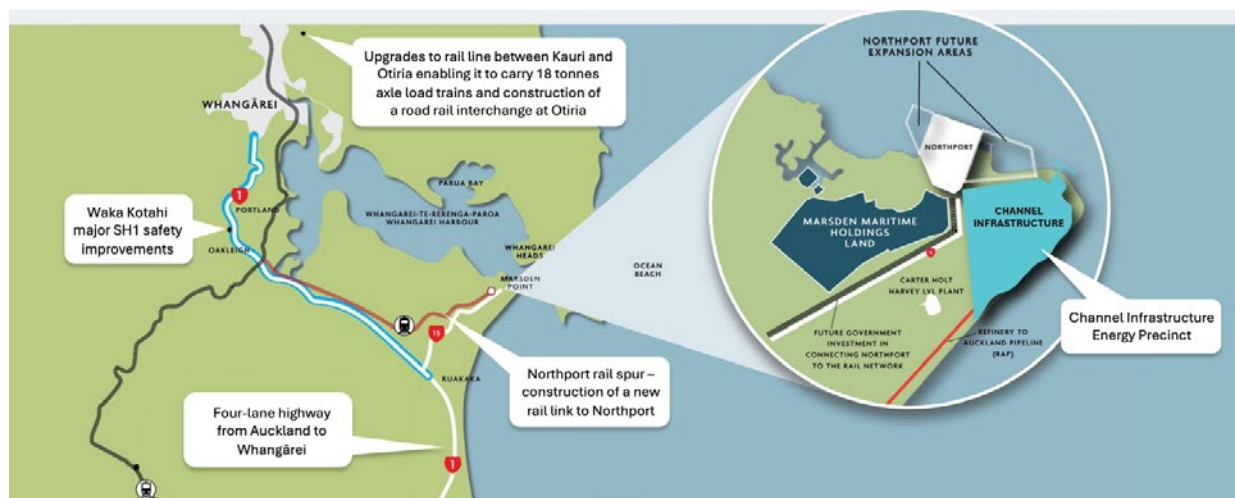 Upgrades to rail line between Kauri and
Otiria enabling it to carry 18 tonnes
axle load trains and construction of
a road rail interchange at Otiria
WHANGĀREI
1
PORTLAND
Waka Kotahi
major SH1 safety
improvements
OAKLEIGH
PARUA BAY
WHANGAREI-TE-RERENGA-PAROA
WHANGAREI HARBOUR
WHANGAREI
HEADS
MARSDEN
POINT
OCEAN
BEACH
15
RUAKAKA
Northport rail spur –
construction of a new
rail link to Northport
Four-lane highway
from Auckland to
Whangārei
1
NORTHPORT FUTURE
EXPANSION AREAS
NORTHPORT
MARSDEN MARITIME
HOLDINGS
LAND
CHANNEL
INFRASTRUCTURE
CARTER HOLT
HARVEY LVL PLANT
FUTURE GOVERNMENT
INVESTMENT IN
CONNECTING NORTHPORT
TO THE RAIL NETWORK
REFINERY TO
AUCKLAND PIPELINE
(RAP)
Channel Infrastructure
Energy Precinct